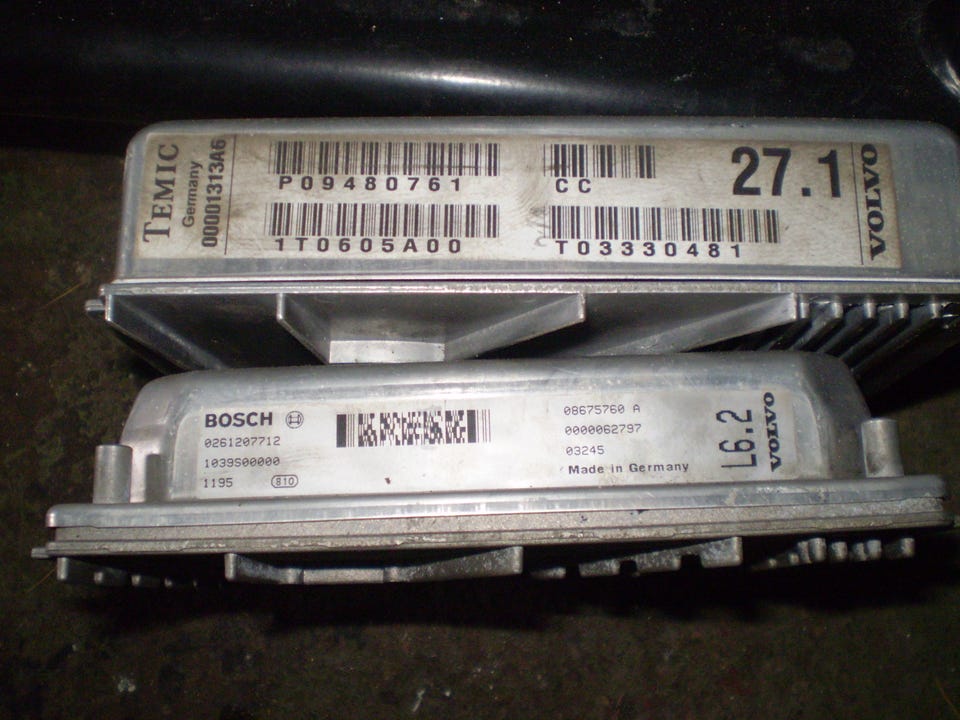 TEMIC
Germany
00001313A6
P09480761
1T0605A00
CC
T03330481
27.1
VOLVO
BOSCH
0261207712
1039S00000
1195 810
08675760 A
0000062797
03245
Made in Germany
L6.2
VOLVO